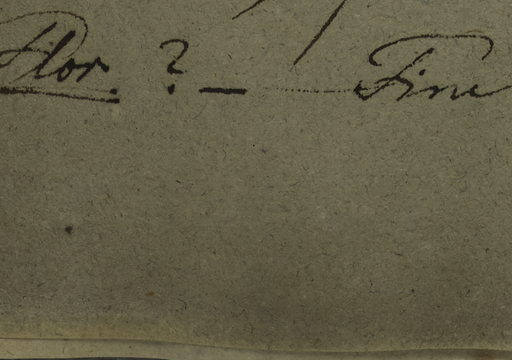 Flor. ? — Fine